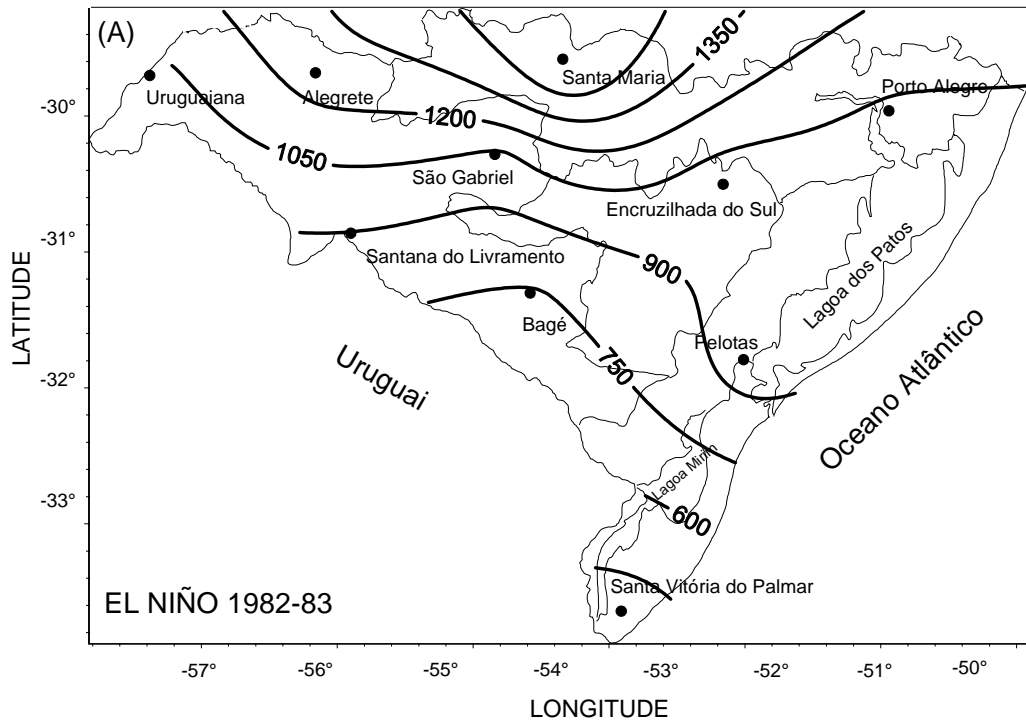 (A)
1350
Santa Maria
Uruguaiana
Alegrete
Porto Alegre
-30°
1200
1050
São Gabriel
Encruzilhada do Sul
-31°
Santana do Livramento
900
Lagoa dos Patos
LATITUDE
Bagé
Pelotas
750
Uruguai
-32°
Oceano Atlântico
Lagoa Mirim
-33°
600
Santa Vitória do Palmar
EL NIÑO 1982-83
-57°
-56°
-55°
-54°
-53°
-52°
-51°
-50°
LONGITUDE